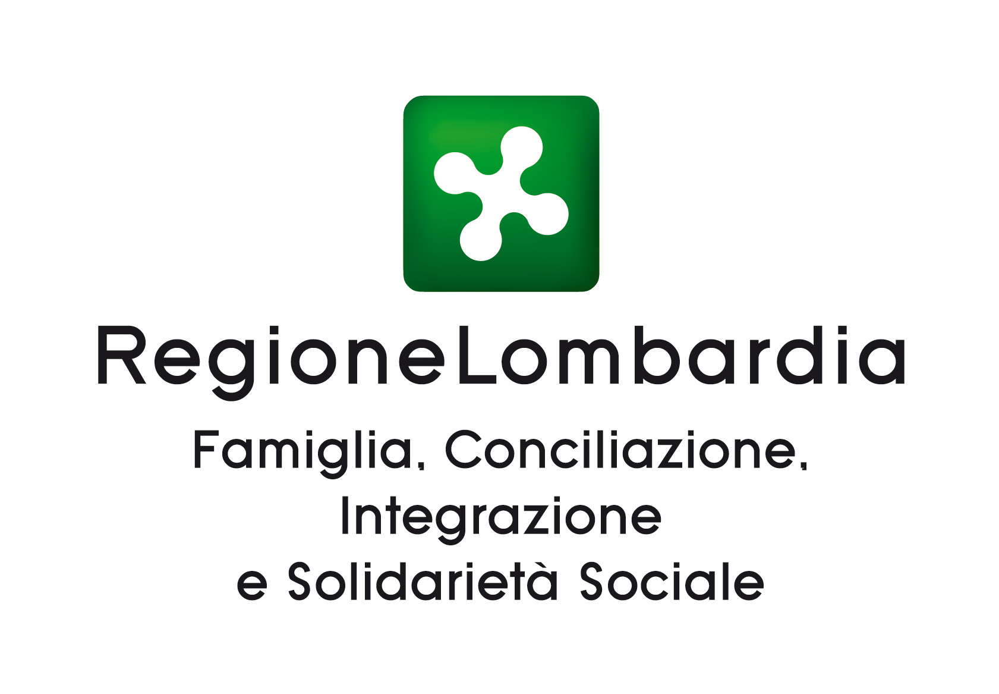 RegioneLombardia
Famiglia, Conciliazione,
Integrazione
e Solidarietà Sociale